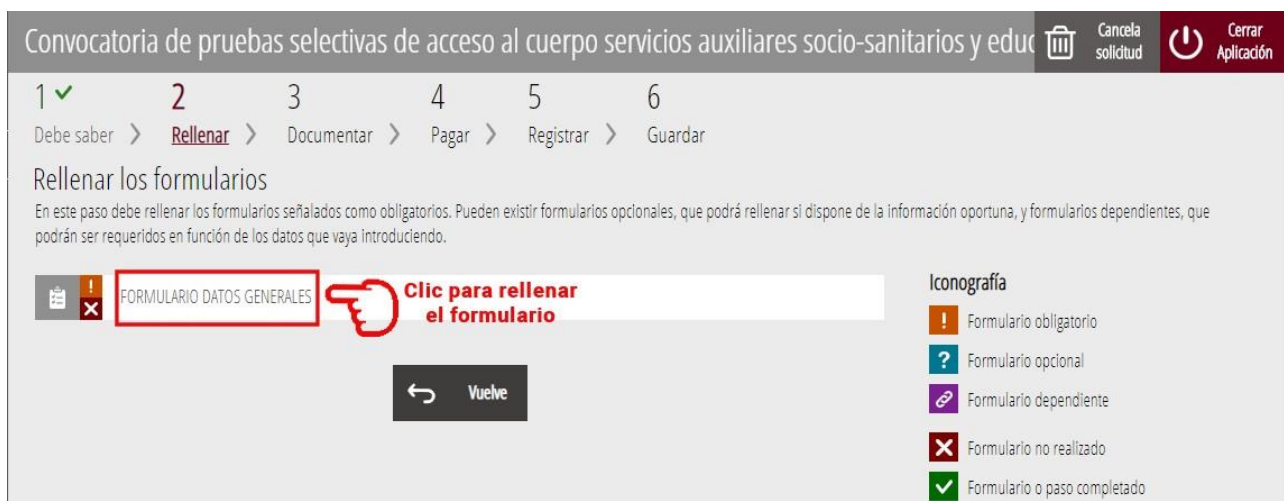 Convocatoria de pruebas selectivas de acceso al cuerpo servicios auxiliares socio-sanitarios y educ
Cancela solicitud
Cerrar Aplicación
1 2 3 4 5 6
Debe saber > Rellenar > Documentar > Pagar > Registrar > Guardar
Rellenar los formularios
En este paso debe rellenar los formularios señalados como obligatorios. Pueden existir formularios opcionales, que podrá rellenar si dispone de la información oportuna, y formularios dependientes, que
podrán ser requeridos en función de los datos que vaya introduciendo.
FORMULARIO DATOS GENERALES
Clic para rellenar
el formulario
Vuelve
Iconografía
! Formulario obligatorio
? Formulario opcional
Formulario dependiente
Formulario no realizado
Formulario o paso completado